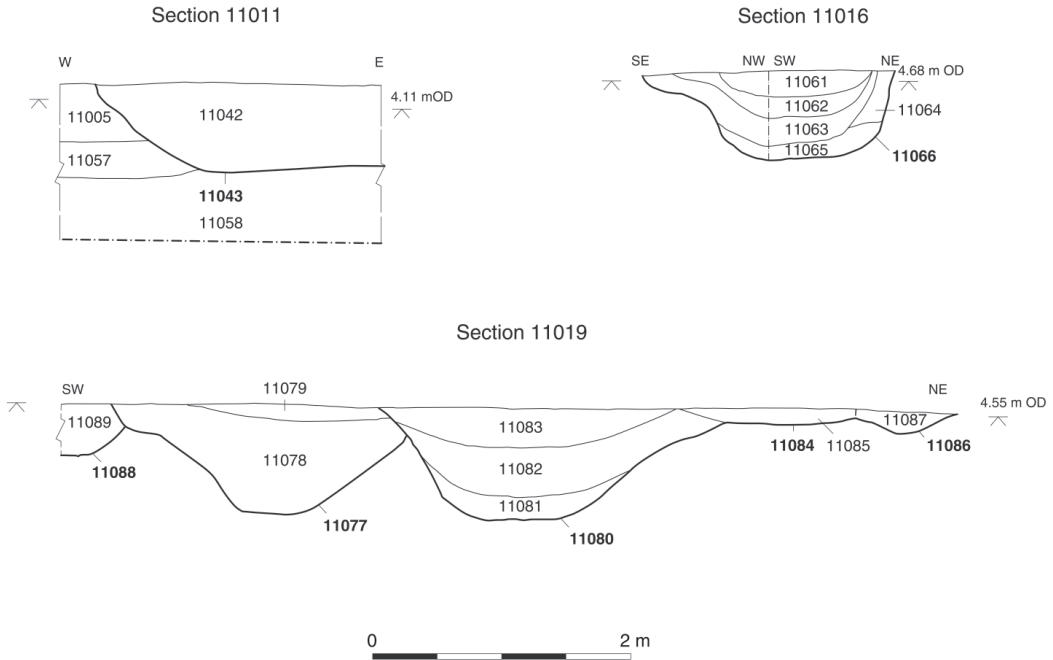 Section 11011
W
E
4.11 mOD
11005
11042
11057
11043
11058
Section 11016
SE
NW
SW
NE
4.68 m OD
11061
11062
11064
11063
11065
11066
Section 11019
SW
NE
11079
4.55 m OD
11089
11083
11087
11078
11082
11084
11085
11086
11088
11081
11077
11080
0
2 m